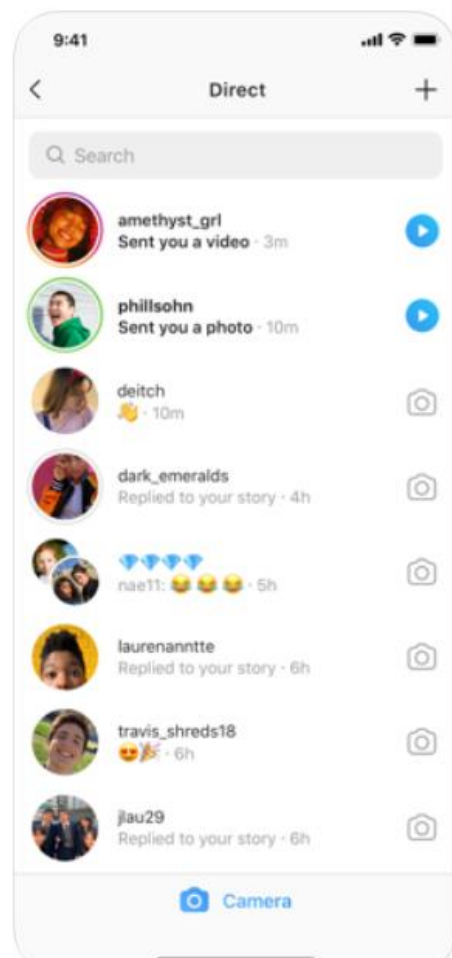 9:41
Direct
Search
amethyst_grl
Sent you a video · 3m
phillsohn
Sent you a photo · 10m
deitch
👋 · 10m
dark_emeralds
Replied to your story · 4h
💎💎💎💎
nae11: 😂😂😂 · 5h
laurenanntte
Replied to your story · 6h
travis_shreds18
😍🎉 · 6h
jlau29
Replied to your story · 6h
Camera